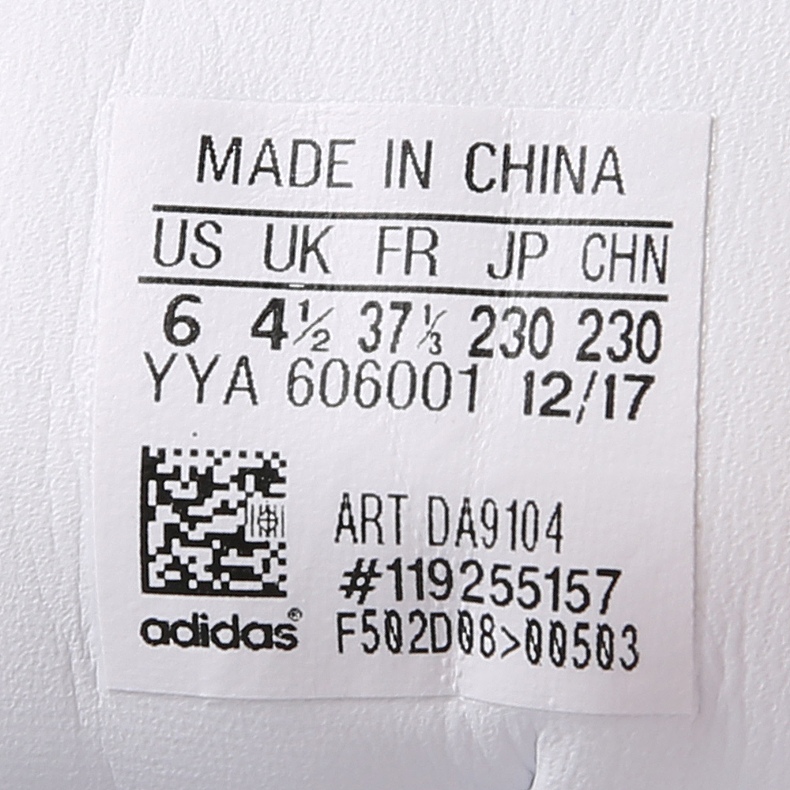 MADE IN CHINA
US UK FR JP CHN
6 4½ 37⅓ 230 230
YYA 606001 12/17
ART DA9104
#119255157
adidas® F502D08>00503